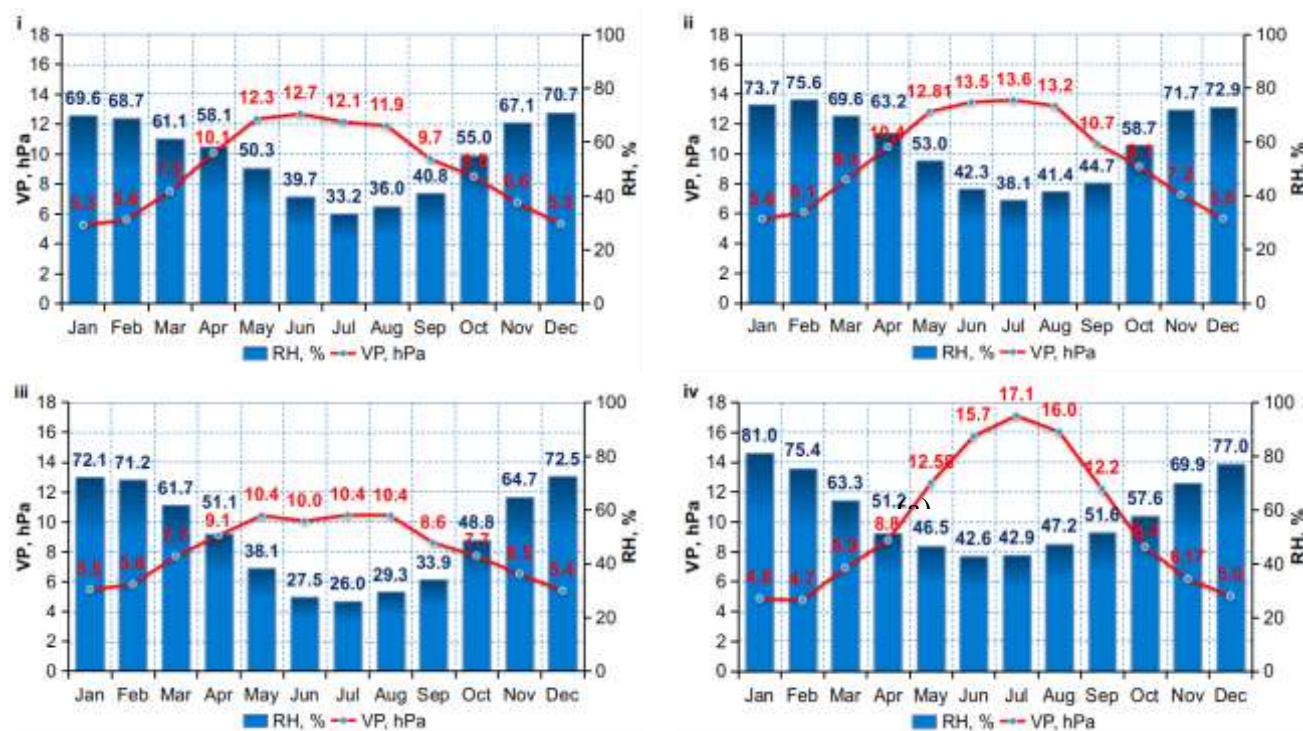 i
18
16
14
12
10
8
6
4
2
0
VP, hPa
69.6 68.7 61.1 58.1 50.3 39.7 33.2 36.0 40.8 55.0 67.1 70.7
10.1 12.3 12.7 12.1 11.9 9.7
100
80
60
40
20
0
RH, %
Jan Feb Mar Apr May Jun Jul Aug Sep Oct Nov Dec
RH, % VP, hPa
ii
18
16
14
12
10
8
6
4
2
0
VP, hPa
73.7 75.6 69.6 63.2 53.0 42.3 38.1 41.4 44.7 58.7 71.7 72.9
10.4 12.81 13.5 13.6 13.2 10.7
100
80
60
40
20
0
RH, %
Jan Feb Mar Apr May Jun Jul Aug Sep Oct Nov Dec
RH, % VP, hPa
iii
18
16
14
12
10
8
6
4
2
0
VP, hPa
72.1 71.2 61.7 51.1 38.1 27.5 26.0 29.3 33.9 48.8 64.7 72.5
9.1 10.4 10.0 10.4 10.4 8.6 7.7
100
80
60
40
20
0
RH, %
Jan Feb Mar Apr May Jun Jul Aug Sep Oct Nov Dec
RH, % VP, hPa
iv
18
16
14
12
10
8
6
4
2
0
VP, hPa
81.0 75.4 63.3 51.2 46.5 42.6 42.9 47.2 51.6 57.6 69.9 77.0
4.8 4.7 8.8 12.58 15.7 17.1 16.0 12.2 6.17 5.0
100
80
60
40
20
0
RH, %
Jan Feb Mar Apr May Jun Jul Aug Sep Oct Nov Dec
RH, % VP, hPa